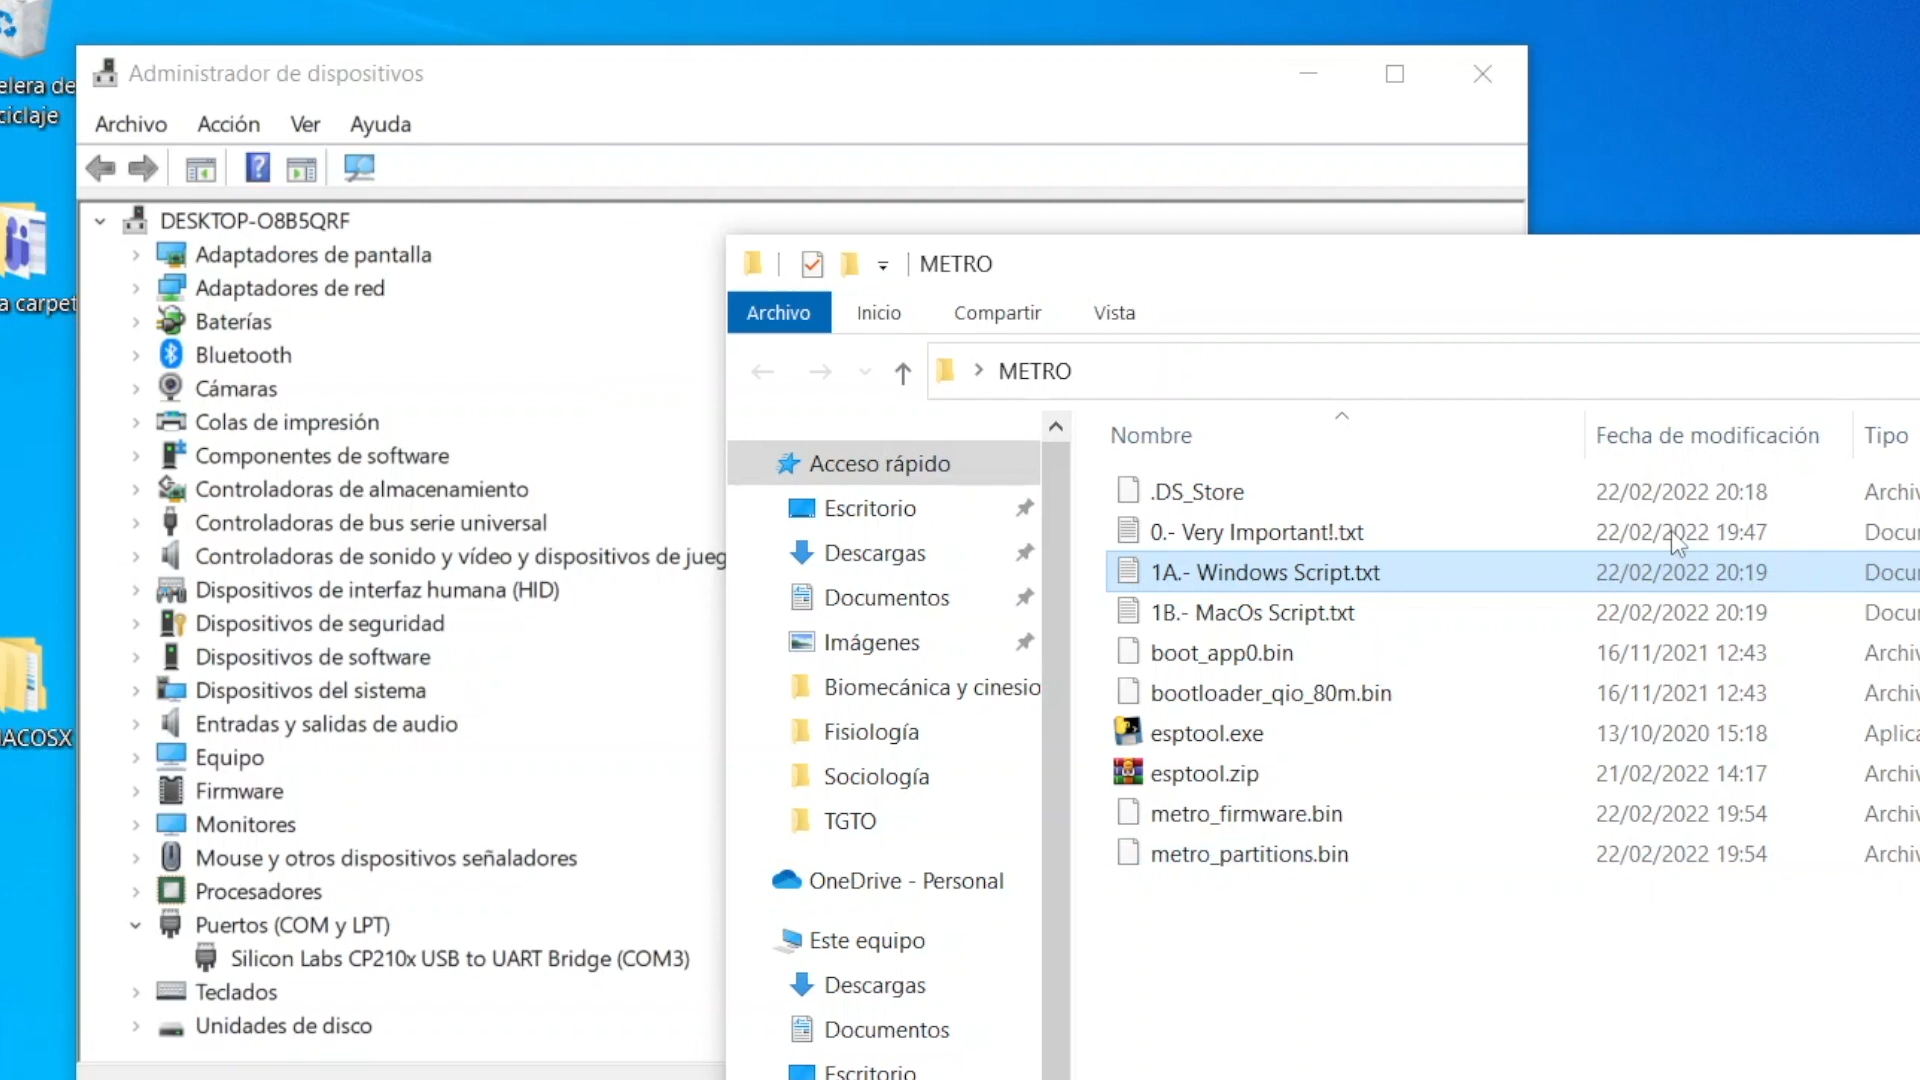 elera de
ciclaje
a carpet
ACOSX
Administrador de dispositivos
Archivo Acción Ver Ayuda
DESKTOP-O8B5QRF
Adaptadores de pantalla
Adaptadores de red
Baterías
Bluetooth
Cámaras
Colas de impresión
Componentes de software
Controladoras de almacenamiento
Controladoras de bus serie universal
Controladoras de sonido y vídeo y dispositivos de jueg
Dispositivos de interfaz humana (HID)
Dispositivos de seguridad
Dispositivos de software
Dispositivos del sistema
Entradas y salidas de audio
Equipo
Firmware
Monitores
Mouse y otros dispositivos señaladores
Procesadores
Puertos (COM y LPT)
Silicon Labs CP210x USB to UART Bridge (COM3)
Teclados
Unidades de disco
METRO
Archivo Inicio Compartir Vista
METRO
Acceso rápido
Escritorio
Descargas
Documentos
Imágenes
Biomecánica y cinesio
Fisiología
Sociología
TGTO
OneDrive - Personal
Este equipo
Descargas
Documentos
Escritorio
Nombre Fecha de modificación Tipo
.DS_Store 22/02/2022 20:18 Archiv
0.- Very Important!.txt 22/02/2022 19:47 Docu
1A.- Windows Script.txt 22/02/2022 20:19 Docu
1B.- MacOs Script.txt 22/02/2022 20:19 Docu
boot_app0.bin 16/11/2021 12:43 Archiv
bootloader_qio_80m.bin 16/11/2021 12:43 Archiv
esptool.exe 13/10/2020 15:18 Aplica
esptool.zip 21/02/2022 14:17 Archiv
metro_firmware.bin 22/02/2022 19:54 Archiv
metro_partitions.bin 22/02/2022 19:54 Archiv